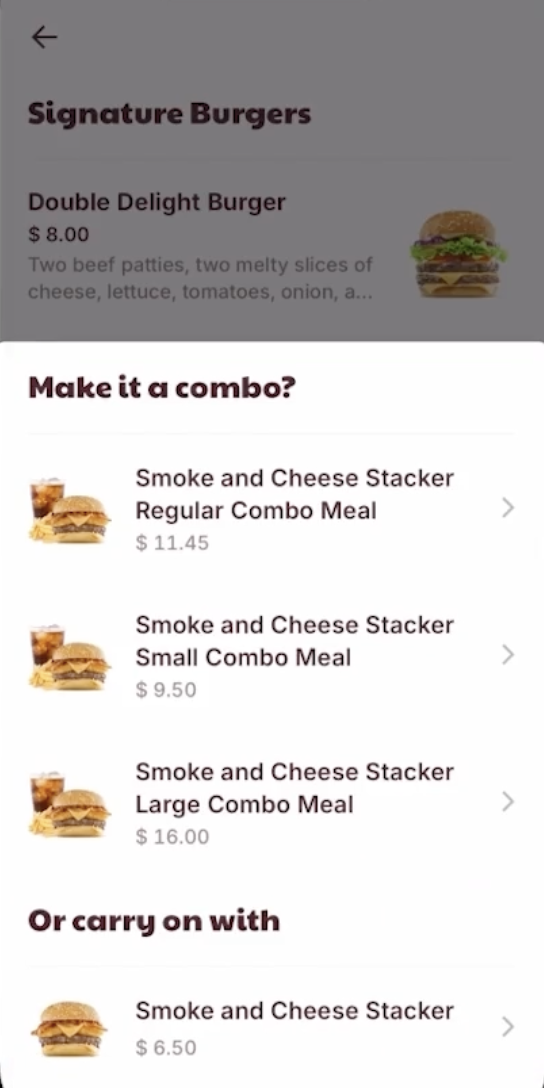 Signature Burgers
Double Delight Burger
$ 8.00
Two beef patties, two melty slices of
cheese, lettuce, tomatoes, onion, a...
Make it a combo?
Smoke and Cheese Stacker
Regular Combo Meal
$ 11.45
Smoke and Cheese Stacker
Small Combo Meal
$ 9.50
Smoke and Cheese Stacker
Large Combo Meal
$ 16.00
Or carry on with
Smoke and Cheese Stacker
$ 6.50